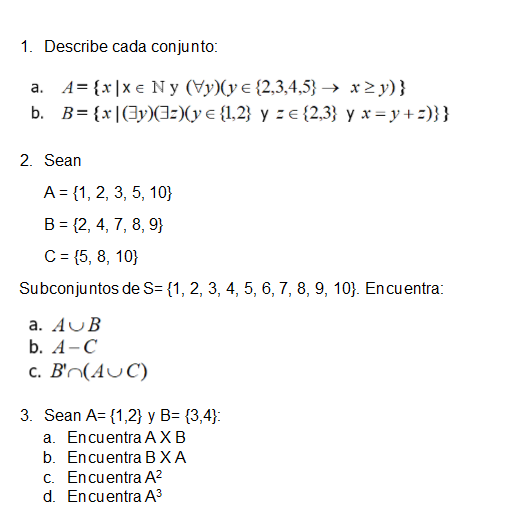 1. Describe cada conjunto:
a. A = {x|x ∈ N y (∀y)(y ∈ {2,3,4,5} → x ≥ y)}
b. B = {x|(∃y)(∃z)(y ∈ {1,2} y z ∈ {2,3} y x = y + z)}}
2. Sean
A = {1, 2, 3, 5, 10}
B = {2, 4, 7, 8, 9}
C = {5, 8, 10}
Subconjuntos de S= {1, 2, 3, 4, 5, 6, 7, 8, 9, 10}. Encuentra:
a. A∪B
b. A−C
c. B'∩(A∪C)
3. Sean A= {1,2} y B= {3,4}:
a. Encuentra A X B
b. Encuentra B X A
c. Encuentra A²
d. Encuentra A³